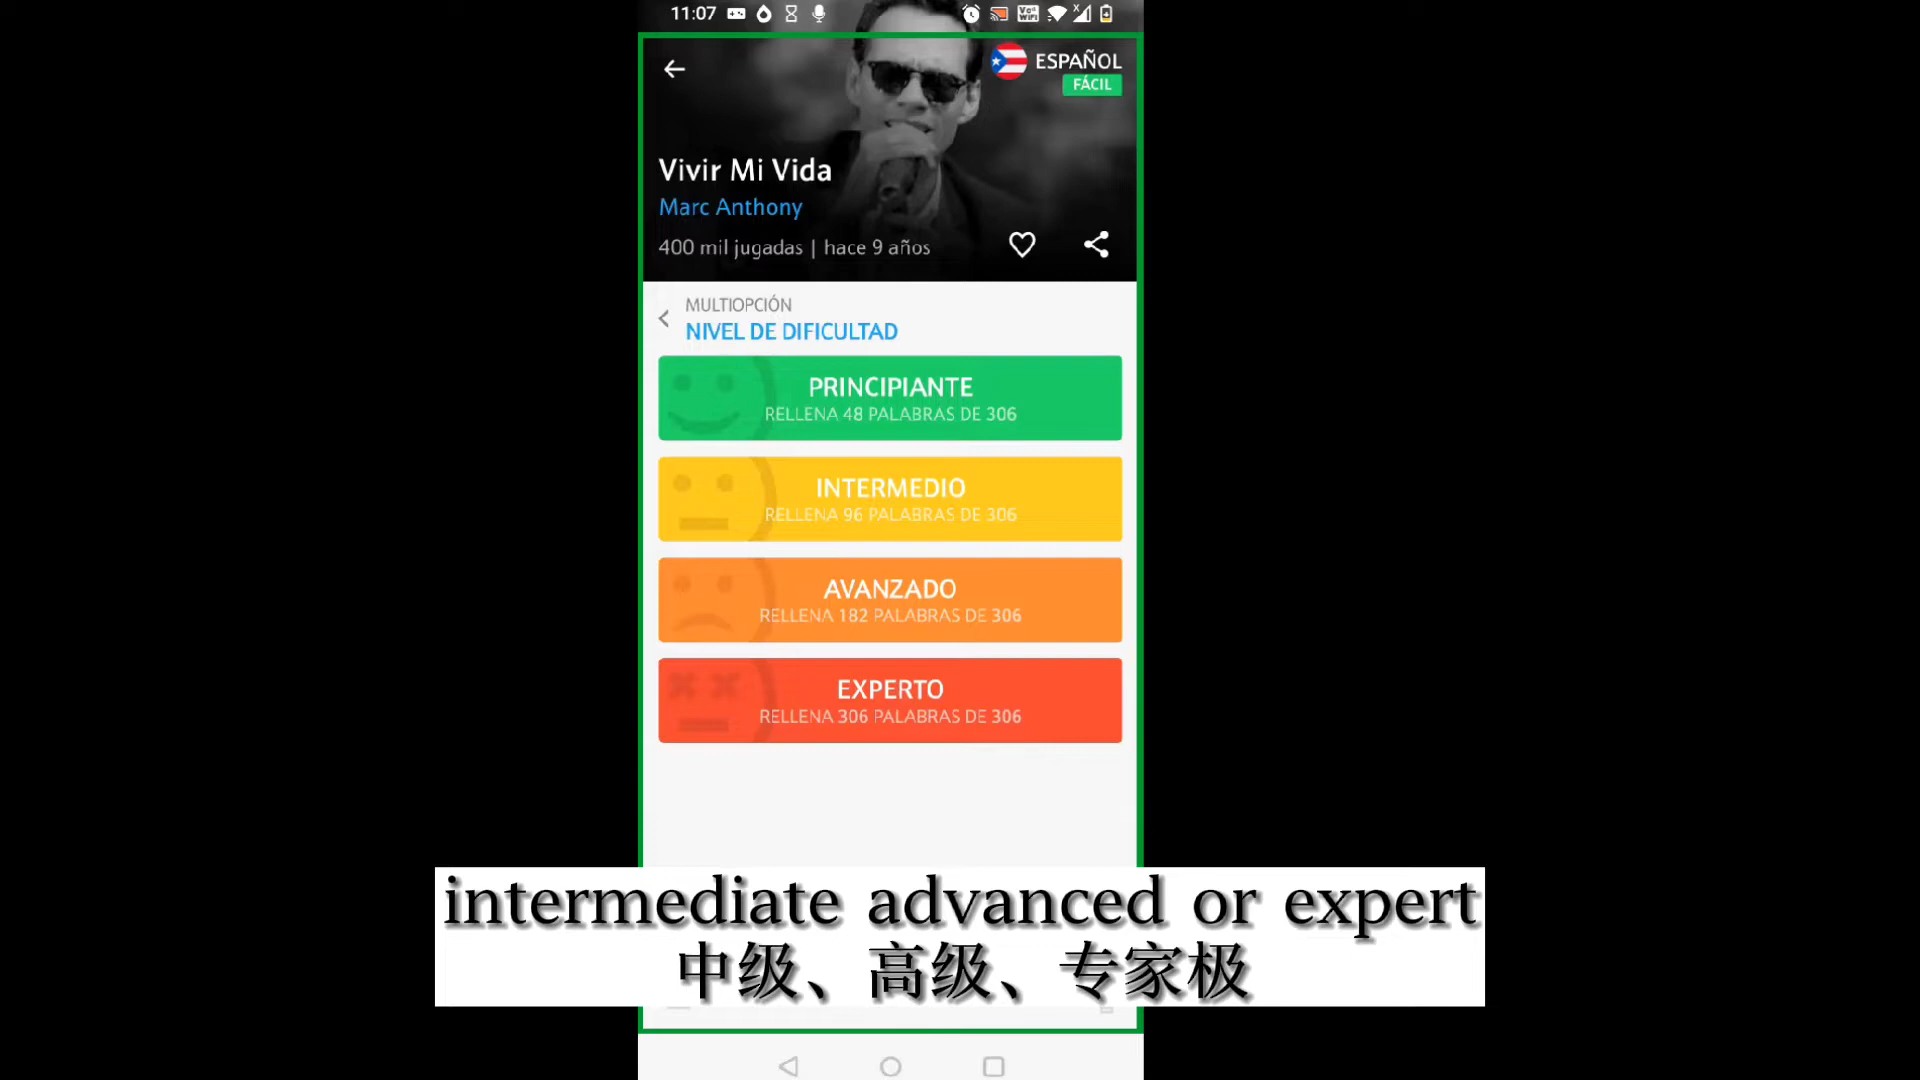 11:07
ESPAÑOL
FÁCIL
Vivir Mi Vida
Marc Anthony
400 mil jugadas | hace 9 años
MULTIOPCIÓN
NIVEL DE DIFICULTAD
PRINCIPIANTE
RELLENA 48 PALABRAS DE 306
INTERMEDIO
RELLENA 96 PALABRAS DE 306
AVANZADO
RELLENA 182 PALABRAS DE 306
EXPERTO
RELLENA 306 PALABRAS DE 306
intermediate advanced or expert
中级、高级、专家极